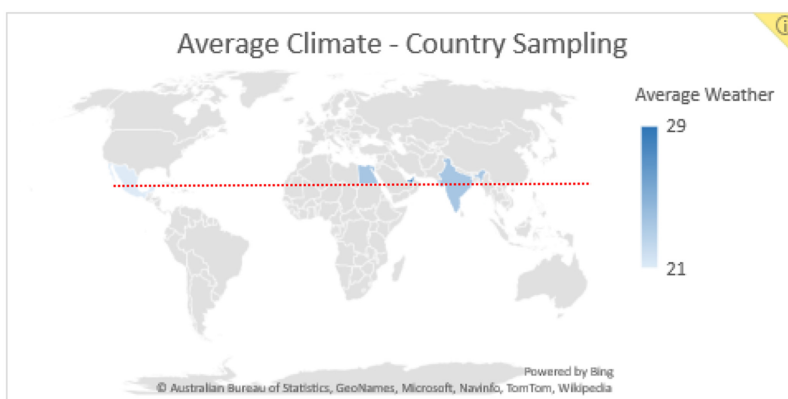 Average Climate - Country Sampling
Average Weather
29
21
Powered by Bing
© Australian Bureau of Statistics, GeoNames, Microsoft, Navinfo, TomTom, Wikipedia